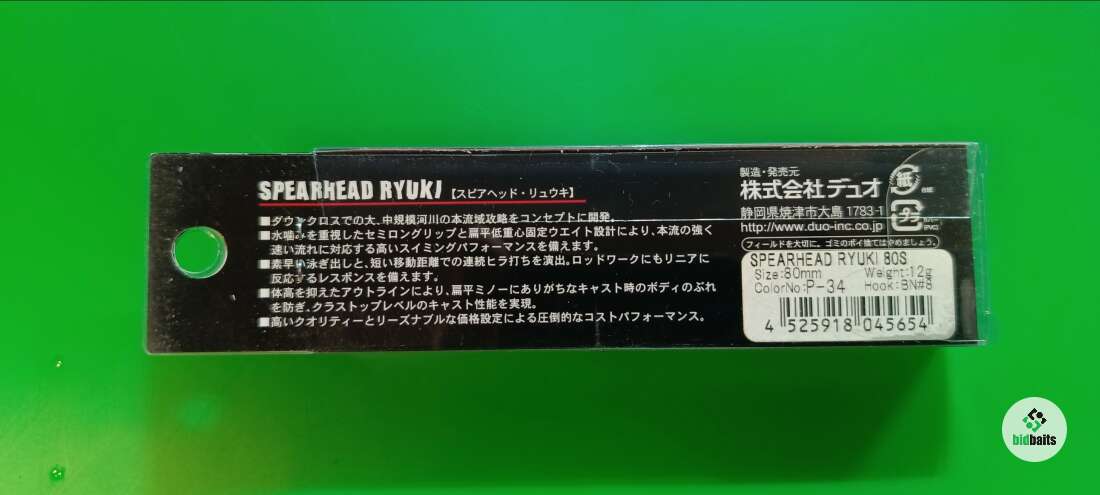 SPEARHEAD RYUKI 【スピアヘッド・リュウキ】
■ダウンクロスでの大、中規模河川の本流域攻略をコンセプトに開発。
■水噛みを重視したセミロングリップと扁平低重心固定ウエイト設計により、本流の強く
速い流れに対応する高いスイミングパフォーマンスを備えます。
■素早い泳ぎ出しと、短い移動距離での連続ヒラ打ちを演出。ロッドワークにもリニアに
反応するレスポンスを備えます。
■体高を抑えたアウトラインにより、扁平ミノーにありがちなキャスト時のボディのぶれ
を防ぎ、クラストップレベルのキャスト性能を実現。
■高いクオリティーとリーズナブルな価格設定による圧倒的なコストパフォーマンス。
製造・発売元
株式会社デュオ
静岡県焼津市大島 1783-1
http://www.duo-inc.co.jp
紙
台紙
プラ
フィールドを大切に。ゴミのポイ捨てはやめましょう。
SPEARHEAD RYUKI 80S
Size:80mm Weight:12g
ColorNo:P-34 Hook:BN#8
4 525918 045654
bidbaits